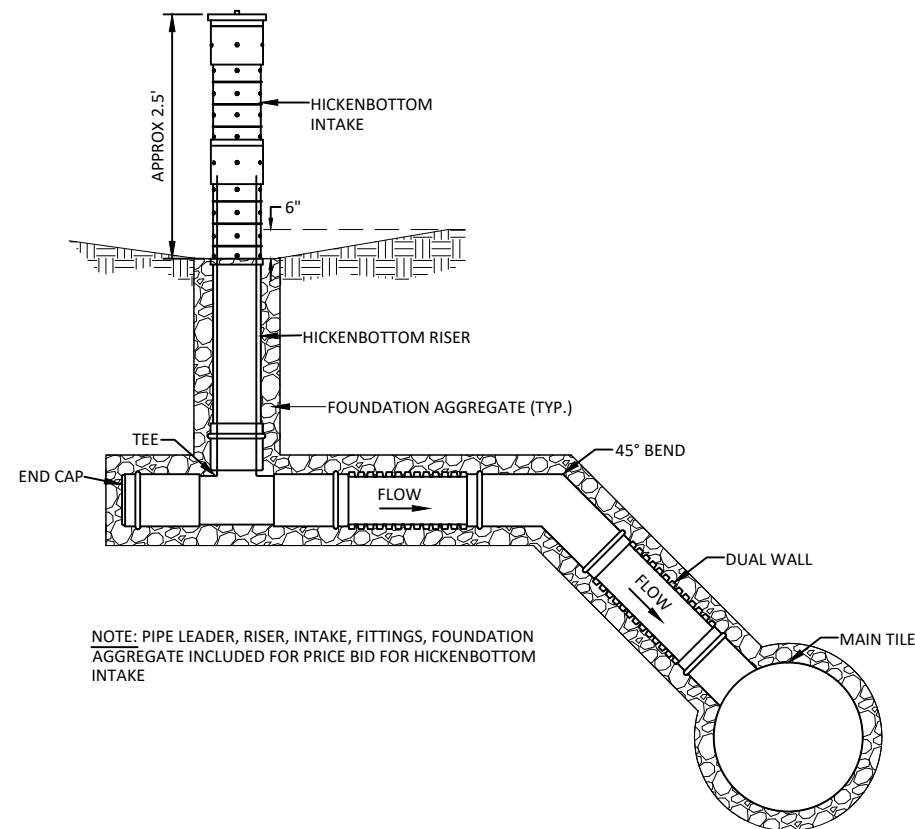 APPROX 2.5'
HICKENBOTTOM
INTAKE
6"
HICKENBOTTOM RISER
FOUNDATION AGGREGATE (TYP.)
TEE
45° BEND
END CAP
FLOW
DUAL WALL
FLOW
MAIN TILE
NOTE: PIPE LEADER, RISER, INTAKE, FITTINGS, FOUNDATION
AGGREGATE INCLUDED FOR PRICE BID FOR HICKENBOTTOM
INTAKE